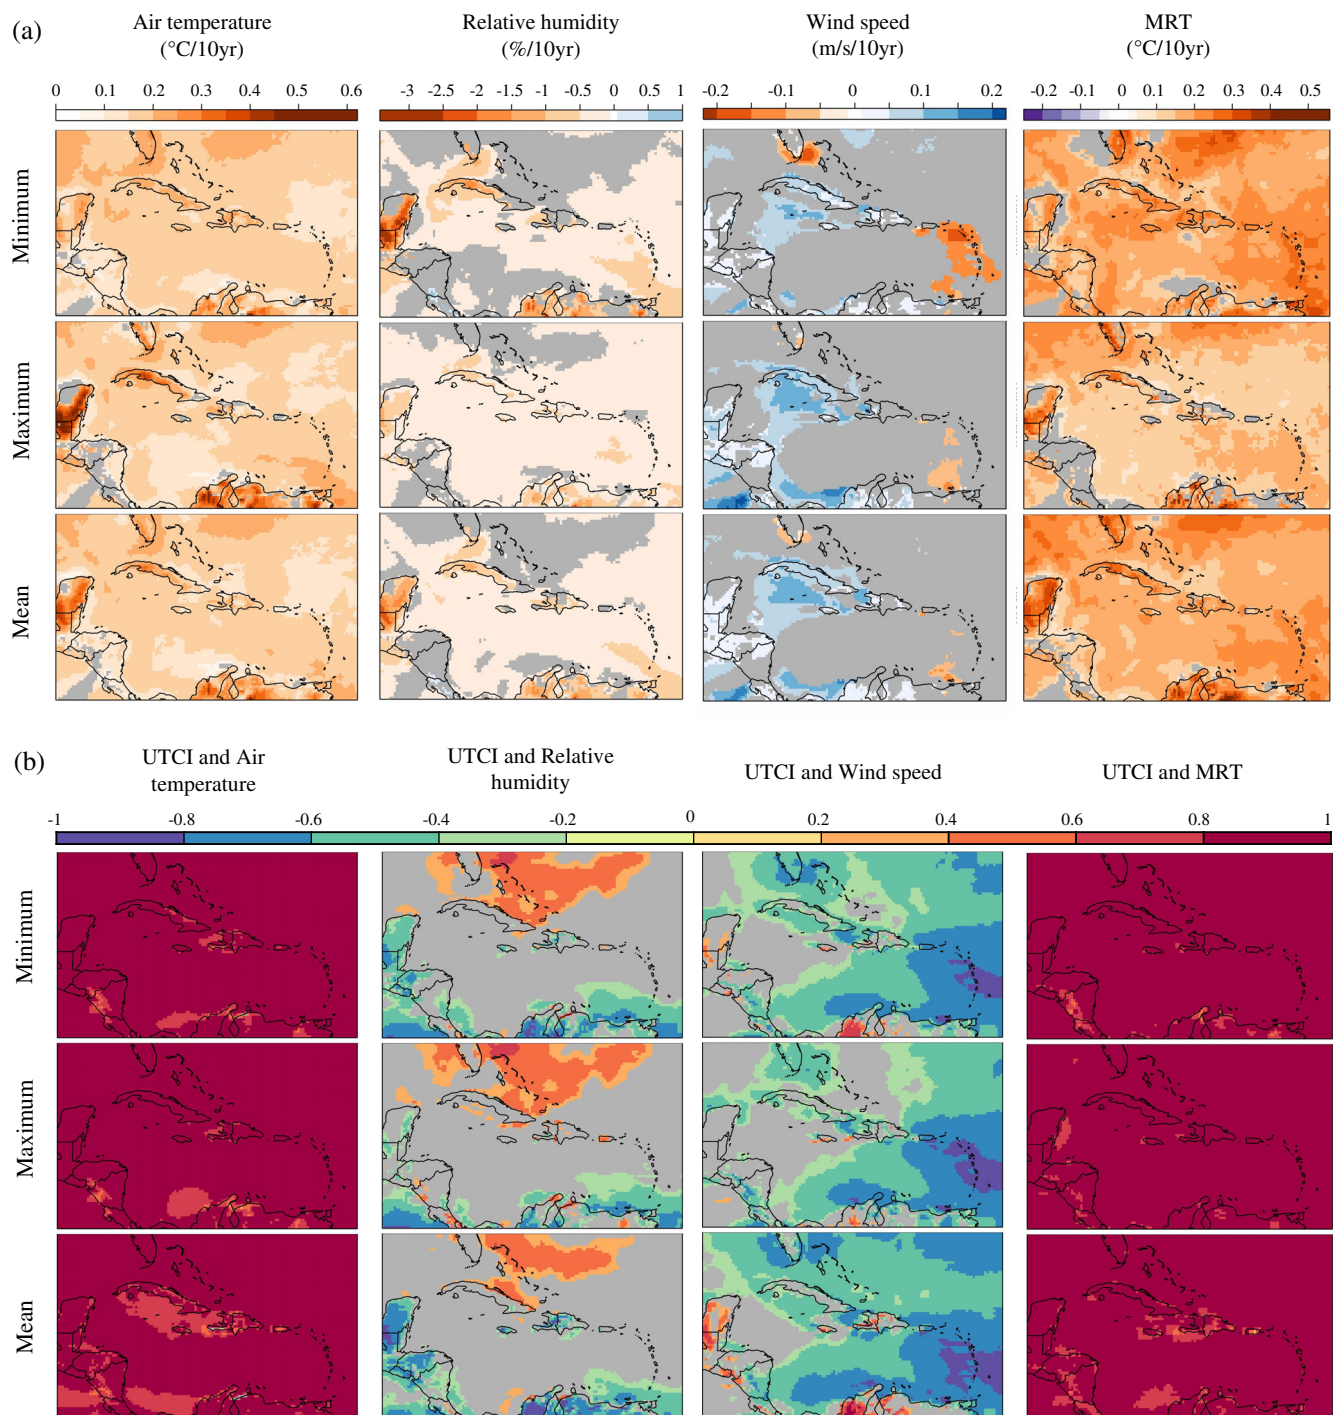 (a)
Air temperature
(°C/10yr)
Relative humidity
(%/10yr)
Wind speed
(m/s/10yr)
MRT
(°C/10yr)
0 0.1 0.2 0.3 0.4 0.5 0.6
-3 -2.5 -2 -1.5 -1 -0.5 0 0.5 1
-0.2 -0.1 0 0.1 0.2
-0.2 -0.1 0 0.1 0.2 0.3 0.4 0.5
Minimum
Maximum
Mean
(b)
UTCI and Air
temperature
UTCI and Relative
humidity
UTCI and Wind speed
UTCI and MRT
-1 -0.8 -0.6 -0.4 -0.2 0 0.2 0.4 0.6 0.8 1
Minimum
Maximum
Mean